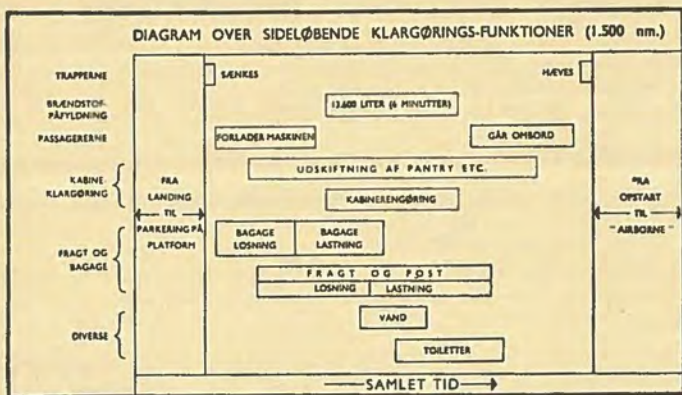 DIAGRAM OVER SIDELØBENDE KLARGØRINGS-FUNKTIONER (1.500 nm.)
TRAPPERNE
SÆNKES
HÆVES
BRÆNDSTOF-
PÅFYLDNING
13.600 LITER (6 MINUTTER)
PASSAGERERNE
FORLADER MASKINEN
GÅR OMBORD
KABINE-
KLARGØRING
UDSKIFTNING AF PANTRY ETC.
KABINERENGØRING
FRA
LANDING
TIL
PARKERING PÅ
PLATFORM
FRA
OPSTART
TIL
"AIRBORNE"
FRAGT OG
BAGAGE
BAGAGE
LOSNING
BAGAGE
LASTNING
FRAGT OG POST
LOSNING
LASTNING
DIVERSE
VAND
TOILETTER
SAMLET TID